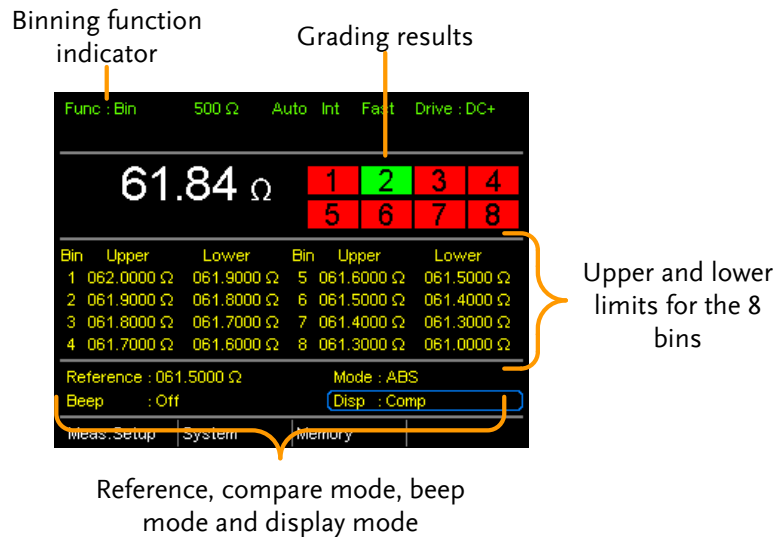 Binning function
indicator
Grading results
Func : Bin 500 Ω Auto Int Fast Drive : DC+
61.84 Ω
1 2 3 4
5 6 7 8
Bin Upper Lower Bin Upper Lower
1 062.0000 Ω 061.9000 Ω 5 061.6000 Ω 061.5000 Ω
2 061.9000 Ω 061.8000 Ω 6 061.5000 Ω 061.4000 Ω
3 061.8000 Ω 061.7000 Ω 7 061.4000 Ω 061.3000 Ω
4 061.7000 Ω 061.6000 Ω 8 061.3000 Ω 061.0000 Ω
Upper and lower
limits for the 8
bins
Reference : 061.5000 Ω Mode : ABS
Beep : Off Disp : Comp
Meas.Setup System Memory
Reference, compare mode, beep
mode and display mode